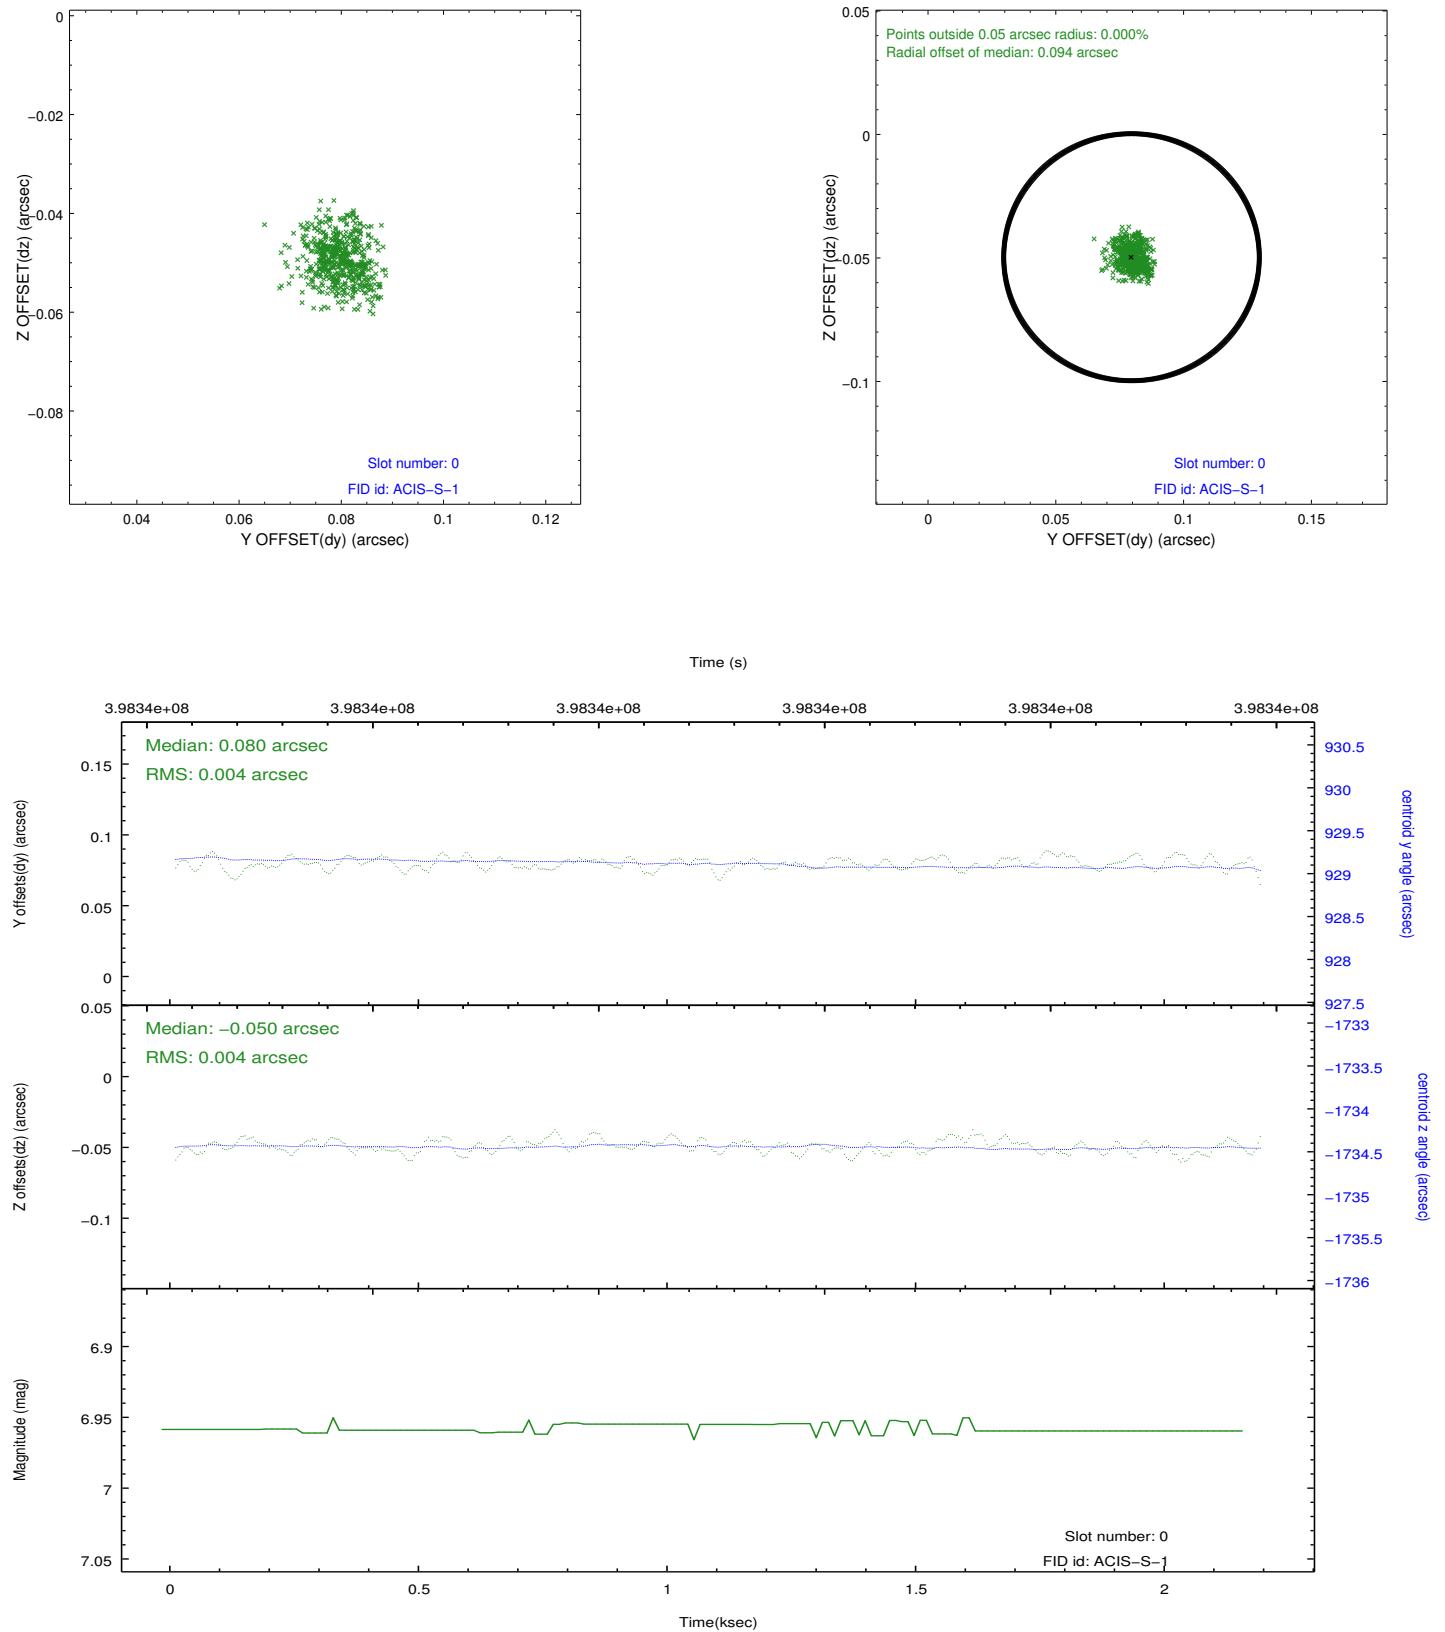 0
−0.02
−0.04
−0.06
−0.08
Z OFFSET(dz) (arcsec)
Slot number: 0
FID id: ACIS−S−1
0.04 0.06 0.08 0.1 0.12
Y OFFSET(dy) (arcsec)
0.05
Points outside 0.05 arcsec radius: 0.000%
Radial offset of median: 0.094 arcsec
0
−0.05
−0.1
Z OFFSET(dz) (arcsec)
Slot number: 0
FID id: ACIS−S−1
0 0.05 0.1 0.15
Y OFFSET(dy) (arcsec)
Time (s)
3.9834e+08 3.9834e+08 3.9834e+08 3.9834e+08 3.9834e+08 3.9834e+08
Median: 0.080 arcsec
RMS: 0.004 arcsec
0.15
0.1
0.05
0
Y offsets(dy) (arcsec)
930.5
930
929.5
929
928.5
928
927.5
centroid y angle (arcsec)
0.05
Median: −0.050 arcsec
RMS: 0.004 arcsec
0
−0.05
−0.1
Z offsets(dz) (arcsec)
−1733
−1733.5
−1734
−1734.5
−1735
−1735.5
−1736
centroid z angle (arcsec)
6.9
6.95
7
7.05
Magnitude (mag)
Slot number: 0
FID id: ACIS−S−1
0 0.5 1 1.5 2
Time(ksec)